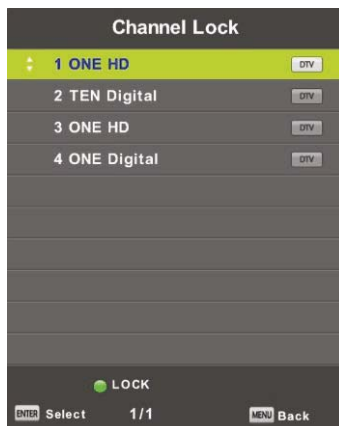 Channel Lock
1 ONE HD DTV
2 TEN Digital DTV
3 ONE HD DTV
4 ONE Digital DTV
LOCK
ENTER Select 1/1 MENU Back